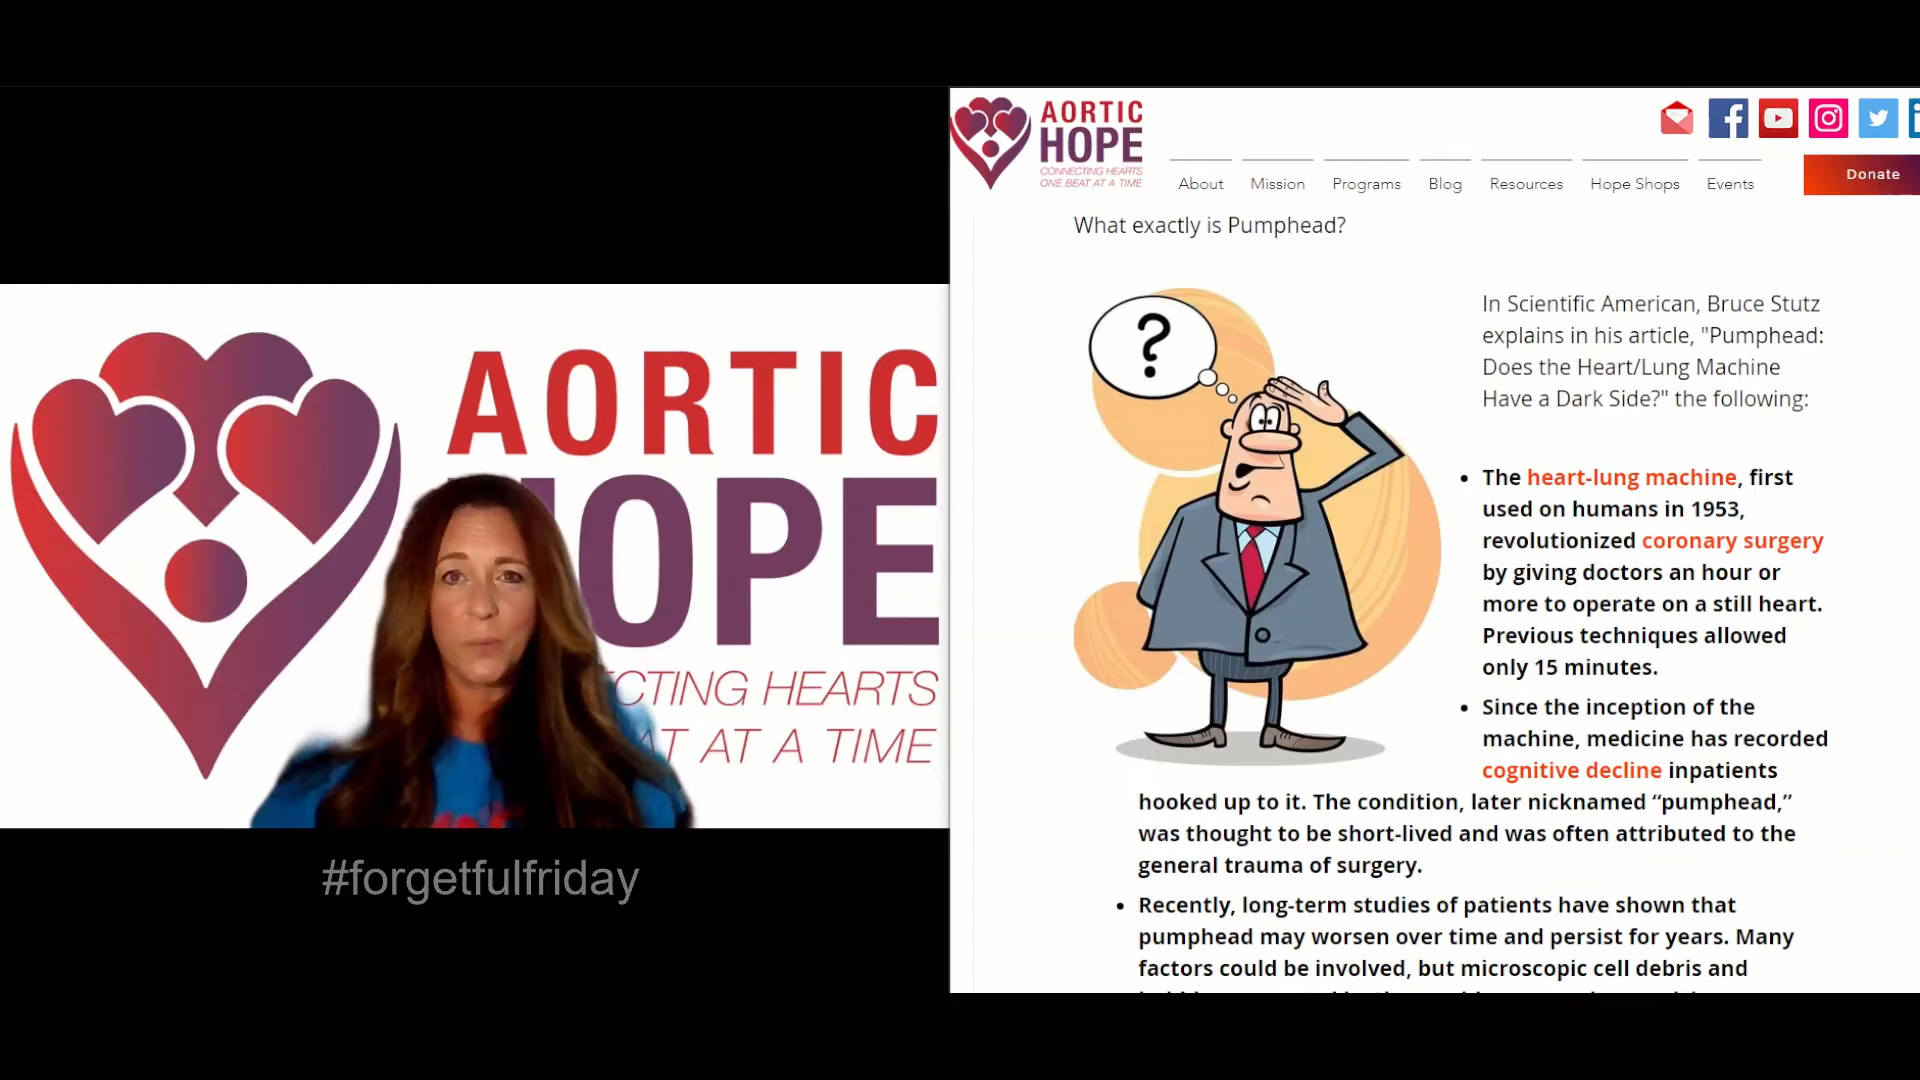 AORTIC
HOPE
CTING HEARTS
AT AT A TIME
#forgetfulfriday
AORTIC
HOPE
CONNECTING HEARTS
ONE BEAT AT A TIME
About
Mission
Programs
Blog
Resources
Hope Shops
Events
Donate
What exactly is Pumphead?
?
In Scientific American, Bruce Stutz
explains in his article, "Pumphead:
Does the Heart/Lung Machine
Have a Dark Side?" the following:
• The heart-lung machine, first
used on humans in 1953,
revolutionized coronary surgery
by giving doctors an hour or
more to operate on a still heart.
Previous techniques allowed
only 15 minutes.
• Since the inception of the
machine, medicine has recorded
cognitive decline inpatients
hooked up to it. The condition, later nicknamed “pumphead,”
was thought to be short-lived and was often attributed to the
general trauma of surgery.
• Recently, long-term studies of patients have shown that
pumphead may worsen over time and persist for years. Many
factors could be involved, but microscopic cell debris and